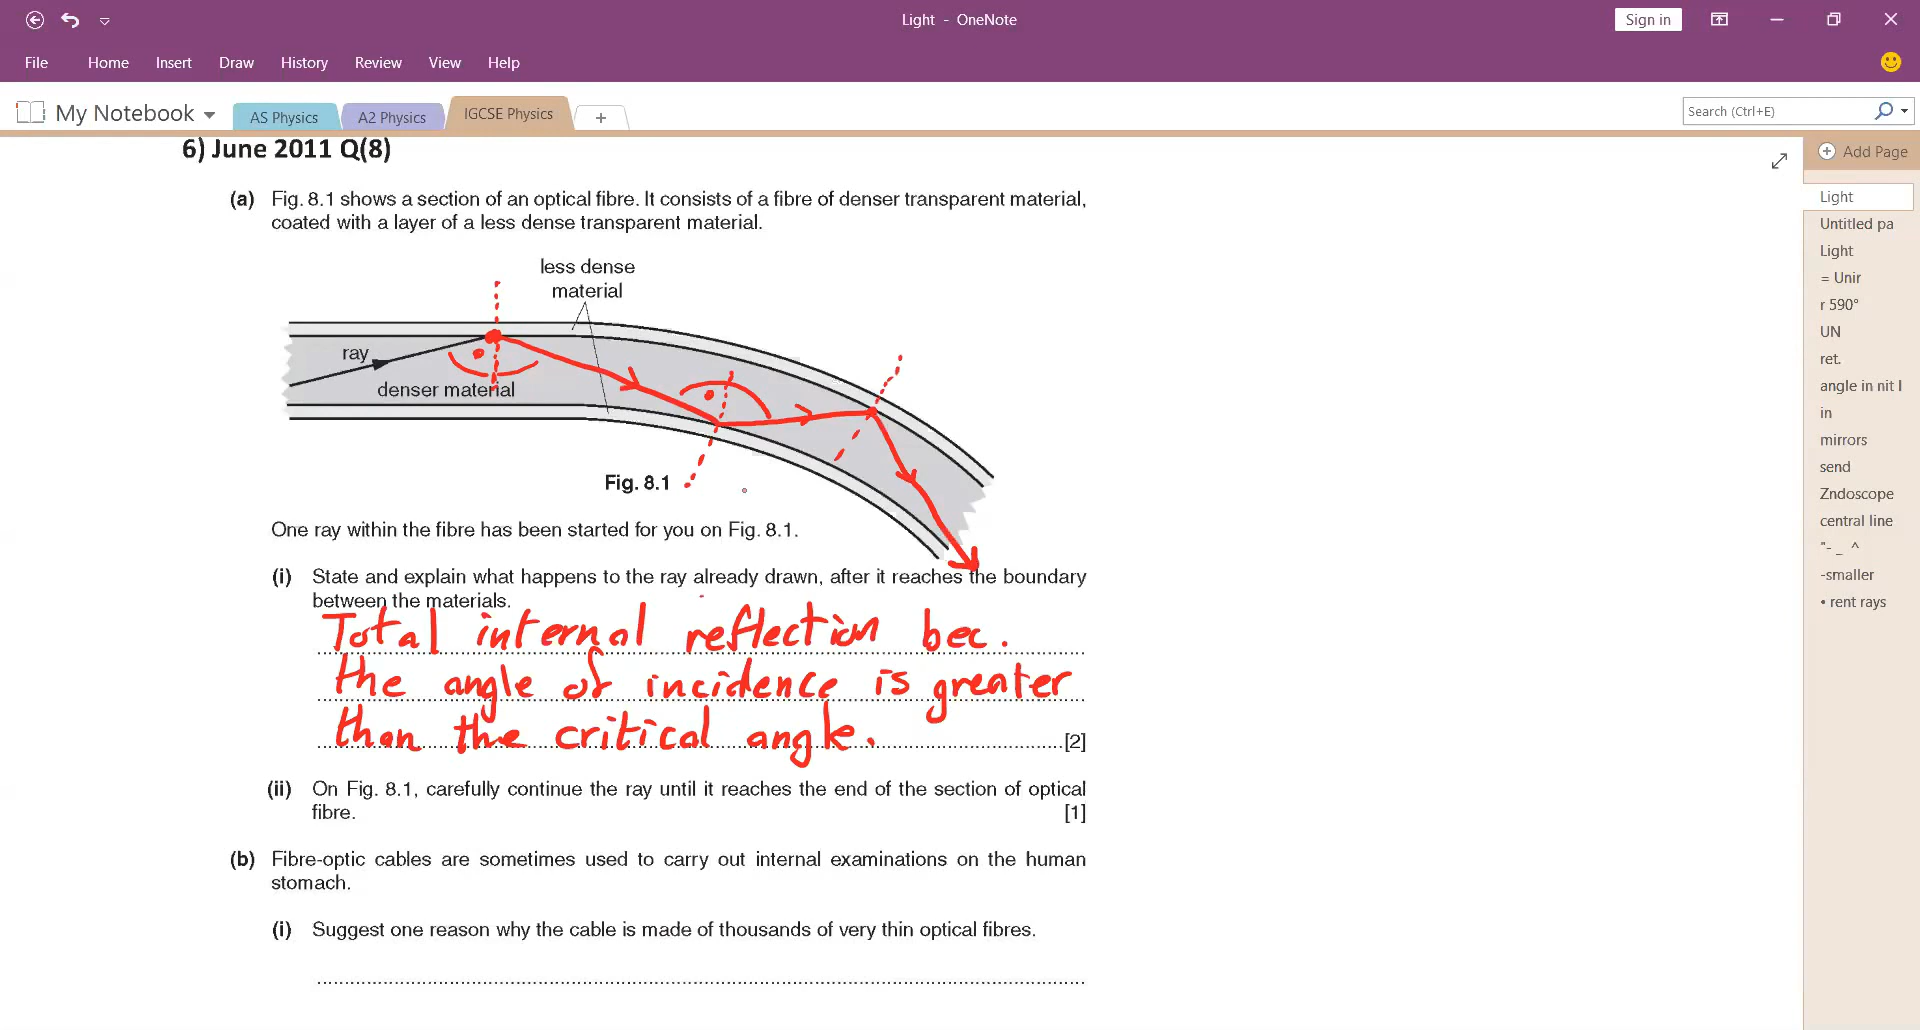 Light - OneNote
Sign in
File Home Insert Draw History Review View Help
My Notebook
AS Physics
A2 Physics
IGCSE Physics
+
Search (Ctrl+E)
6) June 2011 Q(8)
(a) Fig. 8.1 shows a section of an optical fibre. It consists of a fibre of denser transparent material,
coated with a layer of a less dense transparent material.
less dense
material
ray
denser material
Fig. 8.1
One ray within the fibre has been started for you on Fig. 8.1.
(i) State and explain what happens to the ray already drawn, after it reaches the boundary
between the materials.
Total internal reflection bec.
the angle of incidence is greater
than the critical angle.
[2]
(ii) On Fig. 8.1, carefully continue the ray until it reaches the end of the section of optical
fibre. [1]
(b) Fibre-optic cables are sometimes used to carry out internal examinations on the human
stomach.
(i) Suggest one reason why the cable is made of thousands of very thin optical fibres.
Add Page
Light
Untitled pa
Light
= Unir
r 590°
UN
ret.
angle in nit I
in
mirrors
send
Zndoscope
central line
"- _ ^
-smaller
• rent rays